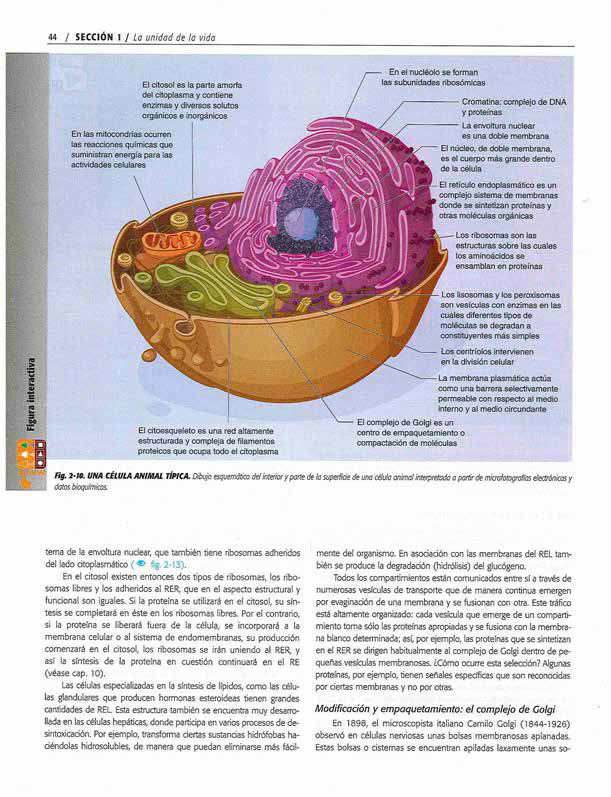 44 / SECCIÓN 1 / La unidad de la vida
El citosol es la parte amorfa
del citoplasma y contiene
enzimas y diversos solutos
orgánicos e inorgánicos
En las mitocondrias ocurren
las reacciones químicas que
suministran energía para las
actividades celulares
En el nucléolo se forman
las subunidades ribosómicas
Cromatina: complejo de DNA
y proteínas
La envoltura nuclear
es una doble membrana
El núcleo, de doble membrana,
es el cuerpo más grande dentro
de la célula
El retículo endoplasmático es un
complejo sistema de membranas
donde se sintetizan proteínas y
otras moléculas orgánicas
Los ribosomas son las
estructuras sobre las cuales
los aminoácidos se
ensamblan en proteínas
Los lisosomas y los peroxisomas
son vesículas con enzimas en las
cuales diferentes tipos de
moléculas se degradan a
constituyentes más simples
Los centríolos intervienen
en la división celular
La membrana plasmática actúa
como una barrera selectivamente
permeable con respecto al medio
interno y al medio circundante
El complejo de Golgi es un
centro de empaquetamiento o
compactación de moléculas
El citoesqueleto es una red altamente
estructurada y compleja de filamentos
proteicos que ocupa todo el citoplasma
Figura interactiva
Fig. 2-10. UNA CÉLULA ANIMAL TÍPICA. Dibujo esquemático del interior y parte de la superficie de una célula animal interpretada a partir de microfotografías electrónicas y
datos bioquímicos.
tema de la envoltura nuclear, que también tiene ribosomas adheridos
del lado citoplasmático ( fig. 2-13).
En el citosol existen entonces dos tipos de ribosomas, los ribo-
somas libres y los adheridos al RER, que en el aspecto estructural y
funcional son iguales. Si la proteína se utilizará en el citosol, su sín-
tesis se completará en éste en los ribosomas libres. Por el contrario,
si la proteína se liberará fuera de la célula, se incorporará a la
membrana celular o al sistema de endomembranas, su producción
comenzará en el citosol, los ribosomas se irán uniendo al RER, y
así la síntesis de la proteína en cuestión continuará en el RE
(véase cap. 10).
Las células especializadas en la síntesis de lípidos, como las célu-
las glandulares que producen hormonas esteroideas tienen grandes
cantidades de REL. Esta estructura también se encuentra muy desarro-
llada en las células hepáticas, donde participa en varios procesos de de-
sintoxicación. Por ejemplo, transforma ciertas sustancias hidrófobas ha-
ciéndolas hidrosolubles, de manera que puedan eliminarse más fácil-
mente del organismo. En asociación con las membranas del REL tam-
bién se produce la degradación (hidrólisis) del glucógeno.
Todos los compartimientos están comunicados entre sí a través de
numerosas vesículas de transporte que de manera continua emergen
por evaginación de una membrana y se fusionan con otra. Este tráfico
está altamente organizado: cada vesícula que emerge de un comparti-
miento toma sólo las proteínas apropiadas y se fusiona con la membra-
na blanco determinada; así, por ejemplo, las proteínas que se sintetizan
en el RER se dirigen habitualmente al complejo de Golgi dentro de pe-
queñas vesículas membranosas. ¿Cómo ocurre esta selección? Algunas
proteínas, por ejemplo, tienen señales específicas que son reconocidas
por ciertas membranas y no por otras.
Modificación y empaquetamiento: el complejo de Golgi
En 1898, el microscopista italiano Camilo Golgi (1844-1926)
observó en células nerviosas unas bolsas membranosas aplanadas.
Estas bolsas o cisternas se encuentran apiladas laxamente unas so-